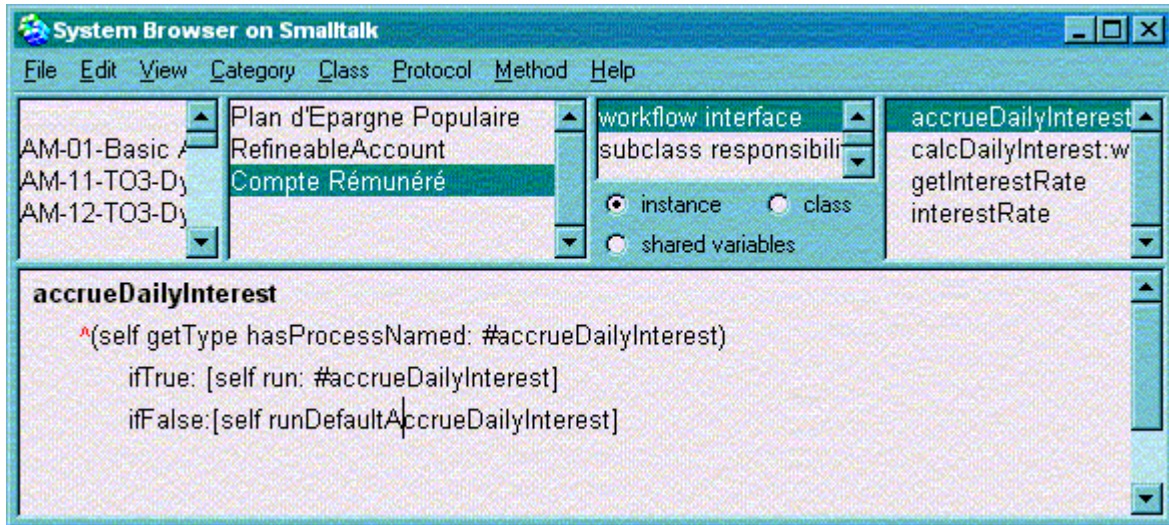 System Browser on Smalltalk
File Edit View Category Class Protocol Method Help
AM-01-Basic A
AM-11-TO3-Dy
AM-12-TO3-Dy
Plan d'Epargne Populaire
RefineableAccount
Compte Rémunéré
workflow interface
subclass responsibili
instance class
shared variables
accrueDailyInterest
calcDailyInterest:w
getInterestRate
interestRate
accrueDailyInterest
^(self getType hasProcessNamed: #accrueDailyInterest)
ifTrue: [self run: #accrueDailyInterest]
ifFalse:[self runDefaultAccrueDailyInterest]